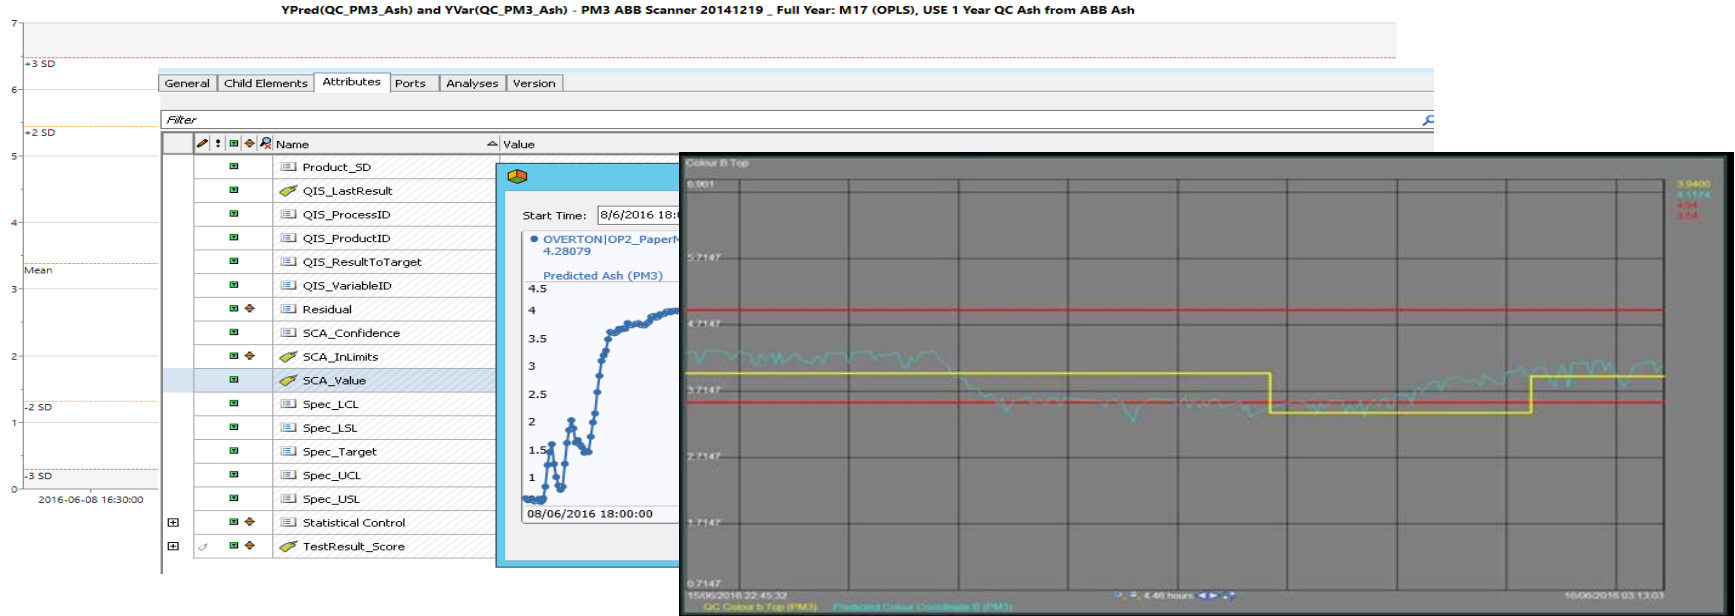 YPred(QC_PM3_Ash) and YVar(QC_PM3_Ash) - PM3 ABB Scanner 20141219 _ Full Year: M17 (OPLS), USE 1 Year QC Ash from ABB Ash
7
+3 SD
6
+2 SD
5
4
Mean
3
2
-2 SD
1
-3 SD
0
2016-06-08 16:30:00
General Child Elements Attributes Ports Analyses Version
Filter
Name Value
Product_SD
QIS_LastResult
QIS_ProcessID
QIS_ProductID
QIS_ResultToTarget
QIS_VariableID
Residual
SCA_Confidence
SCA_InLimits
SCA_Value
Spec_LCL
Spec_LSL
Spec_Target
Spec_UCL
Spec_USL
Statistical Control
TestResult_Score
Start Time: 8/6/2016 18:
OVERTON|OP2_Paper
4.28079
Predicted Ash (PM3)
4.5
4
3.5
3
2.5
2
1.5
1
08/06/2016 18:00:00
Colour B Top
6.901
5.7147
4.7147
3.7147
2.7147
1.7147
0.7147
3.9400
4.1174
4.94
3.54
15/06/2016 22:45:32
4.46 hours
16/06/2016 03:13:03
QC Colour b Top (PM3)
Predicted Colour Coordinate B (PM3)